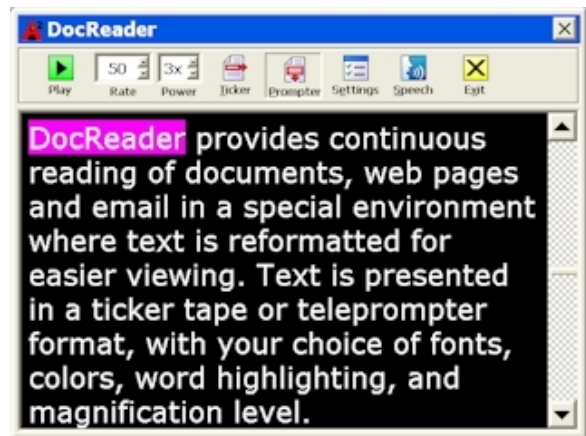 DocReader
50 3x
Play Rate Power Ticker Prompter Settings Speech Exit
DocReader provides continuous
reading of documents, web pages
and email in a special environment
where text is reformatted for
easier viewing. Text is presented
in a ticker tape or teleprompter
format, with your choice of fonts,
colors, word highlighting, and
magnification level.